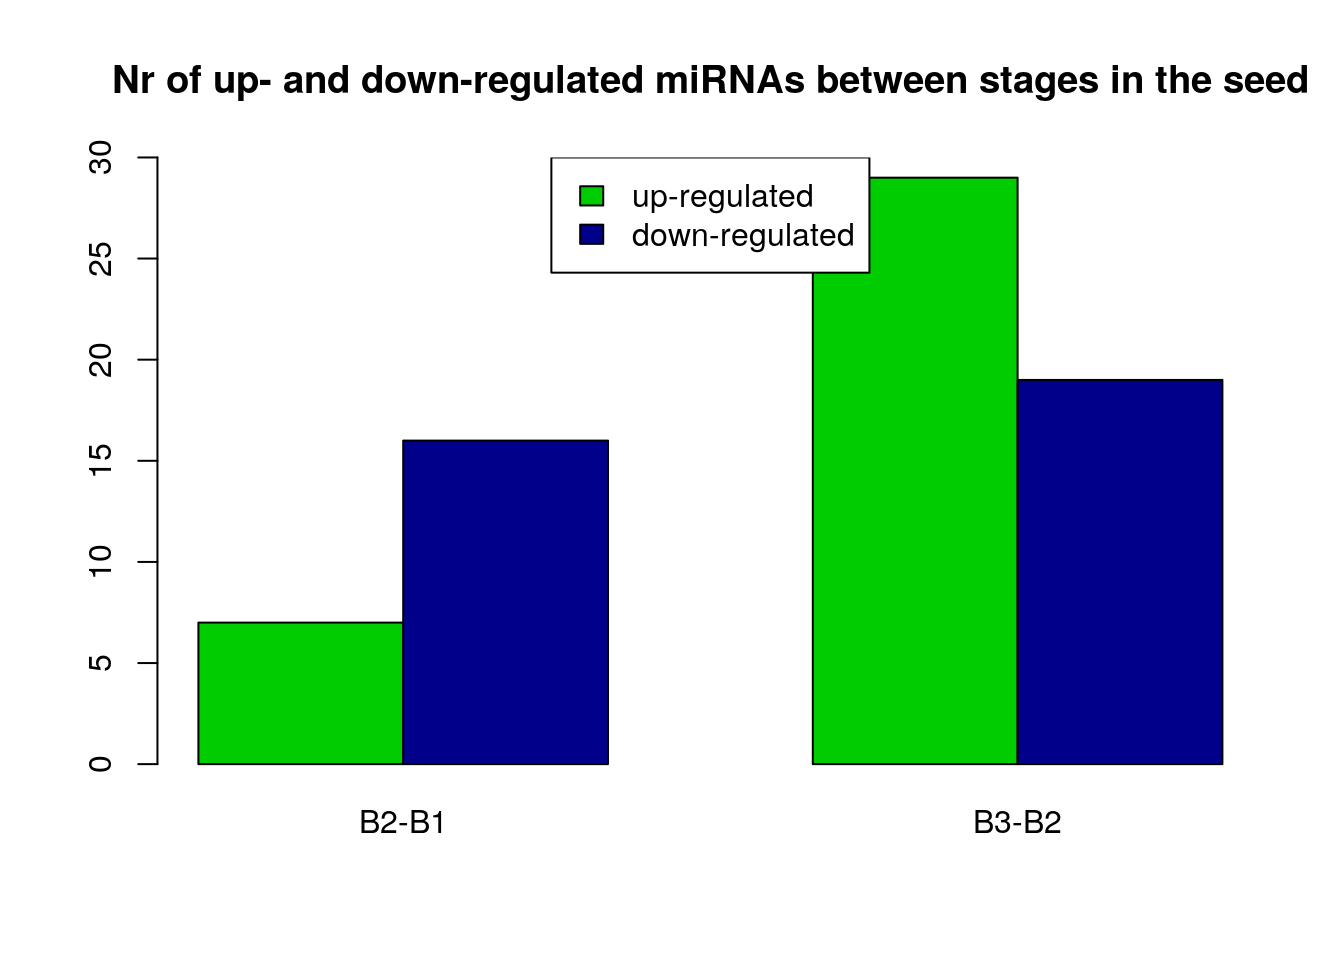 Nr of up- and down-regulated miRNAs between stages in the seed
30
25
20
15
10
5
0
up-regulated
down-regulated
B2-B1
B3-B2